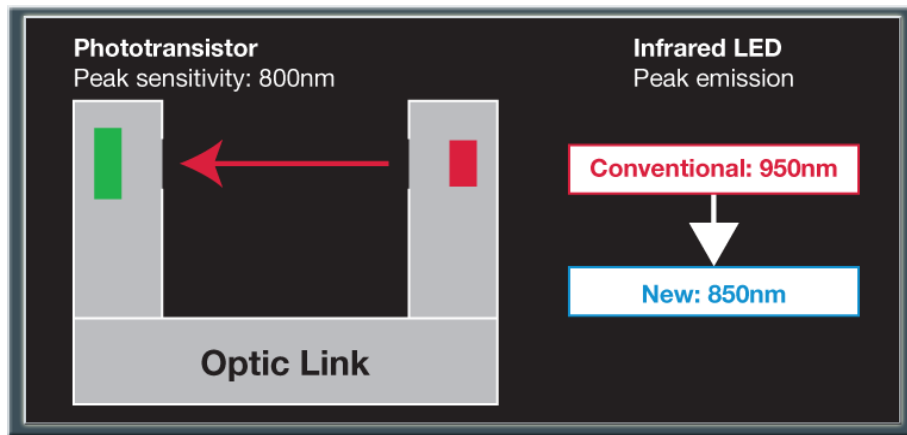 Phototransistor
Peak sensitivity: 800nm
Infrared LED
Peak emission
Conventional: 950nm
New: 850nm
Optic Link